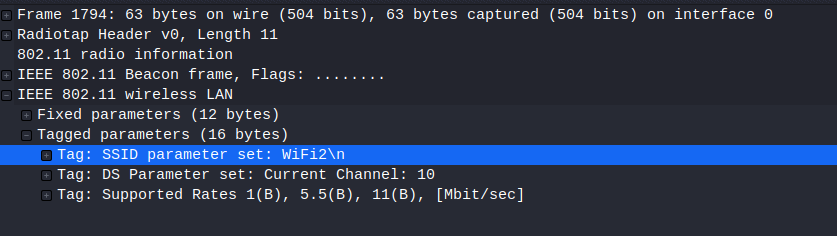 Frame 1794: 63 bytes on wire (504 bits), 63 bytes captured (504 bits) on interface 0
Radiotap Header v0, Length 11
802.11 radio information
IEEE 802.11 Beacon frame, Flags: ........
IEEE 802.11 wireless LAN
Fixed parameters (12 bytes)
Tagged parameters (16 bytes)
Tag: SSID parameter set: WiFi2\n
Tag: DS Parameter set: Current Channel: 10
Tag: Supported Rates 1(B), 5.5(B), 11(B), [Mbit/sec]